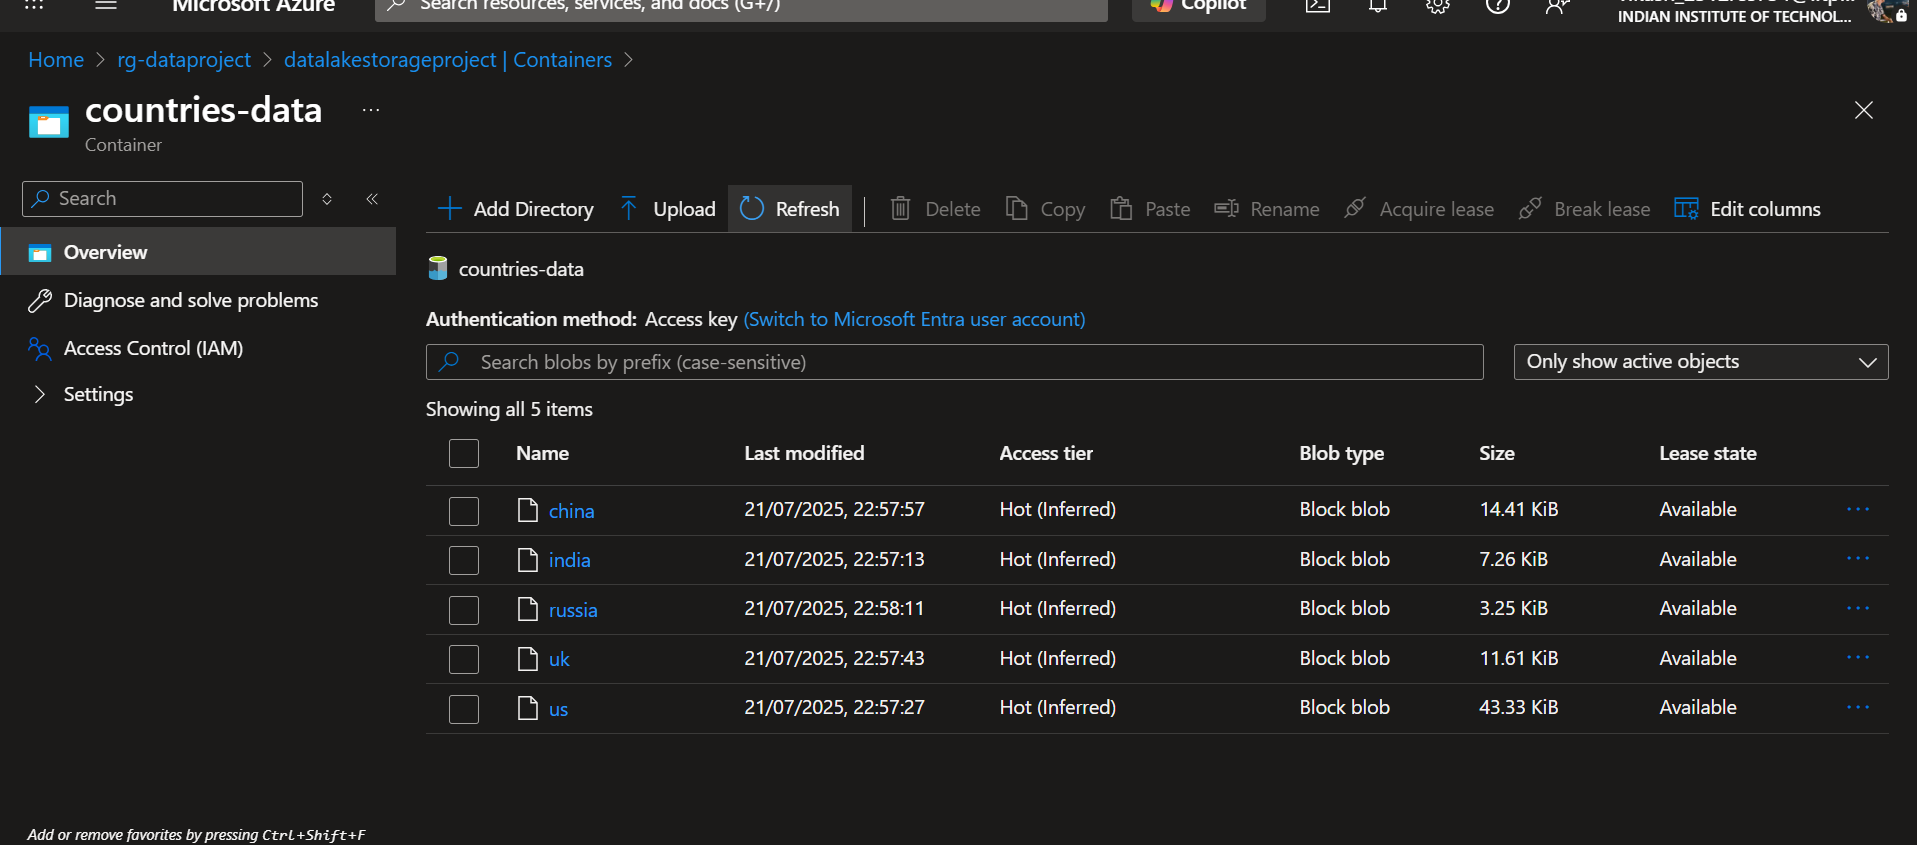 Microsoft Azure
Search resources, services, and docs (G+/)
Copilot
INDIAN INSTITUTE OF TECHNOL...
Home > rg-dataproject > datalakestorageproject | Containers >
countries-data ...
Container
Search
Overview
Diagnose and solve problems
Access Control (IAM)
Settings
Add Directory Upload Refresh Delete Copy Paste Rename Acquire lease Break lease Edit columns
countries-data
Authentication method: Access key (Switch to Microsoft Entra user account)
Search blobs by prefix (case-sensitive)
Only show active objects
Showing all 5 items
Name Last modified Access tier Blob type Size Lease state
china 21/07/2025, 22:57:57 Hot (Inferred) Block blob 14.41 KiB Available ...
india 21/07/2025, 22:57:13 Hot (Inferred) Block blob 7.26 KiB Available ...
russia 21/07/2025, 22:58:11 Hot (Inferred) Block blob 3.25 KiB Available ...
uk 21/07/2025, 22:57:43 Hot (Inferred) Block blob 11.61 KiB Available ...
us 21/07/2025, 22:57:27 Hot (Inferred) Block blob 43.33 KiB Available ...
Add or remove favorites by pressing Ctrl+Shift+F